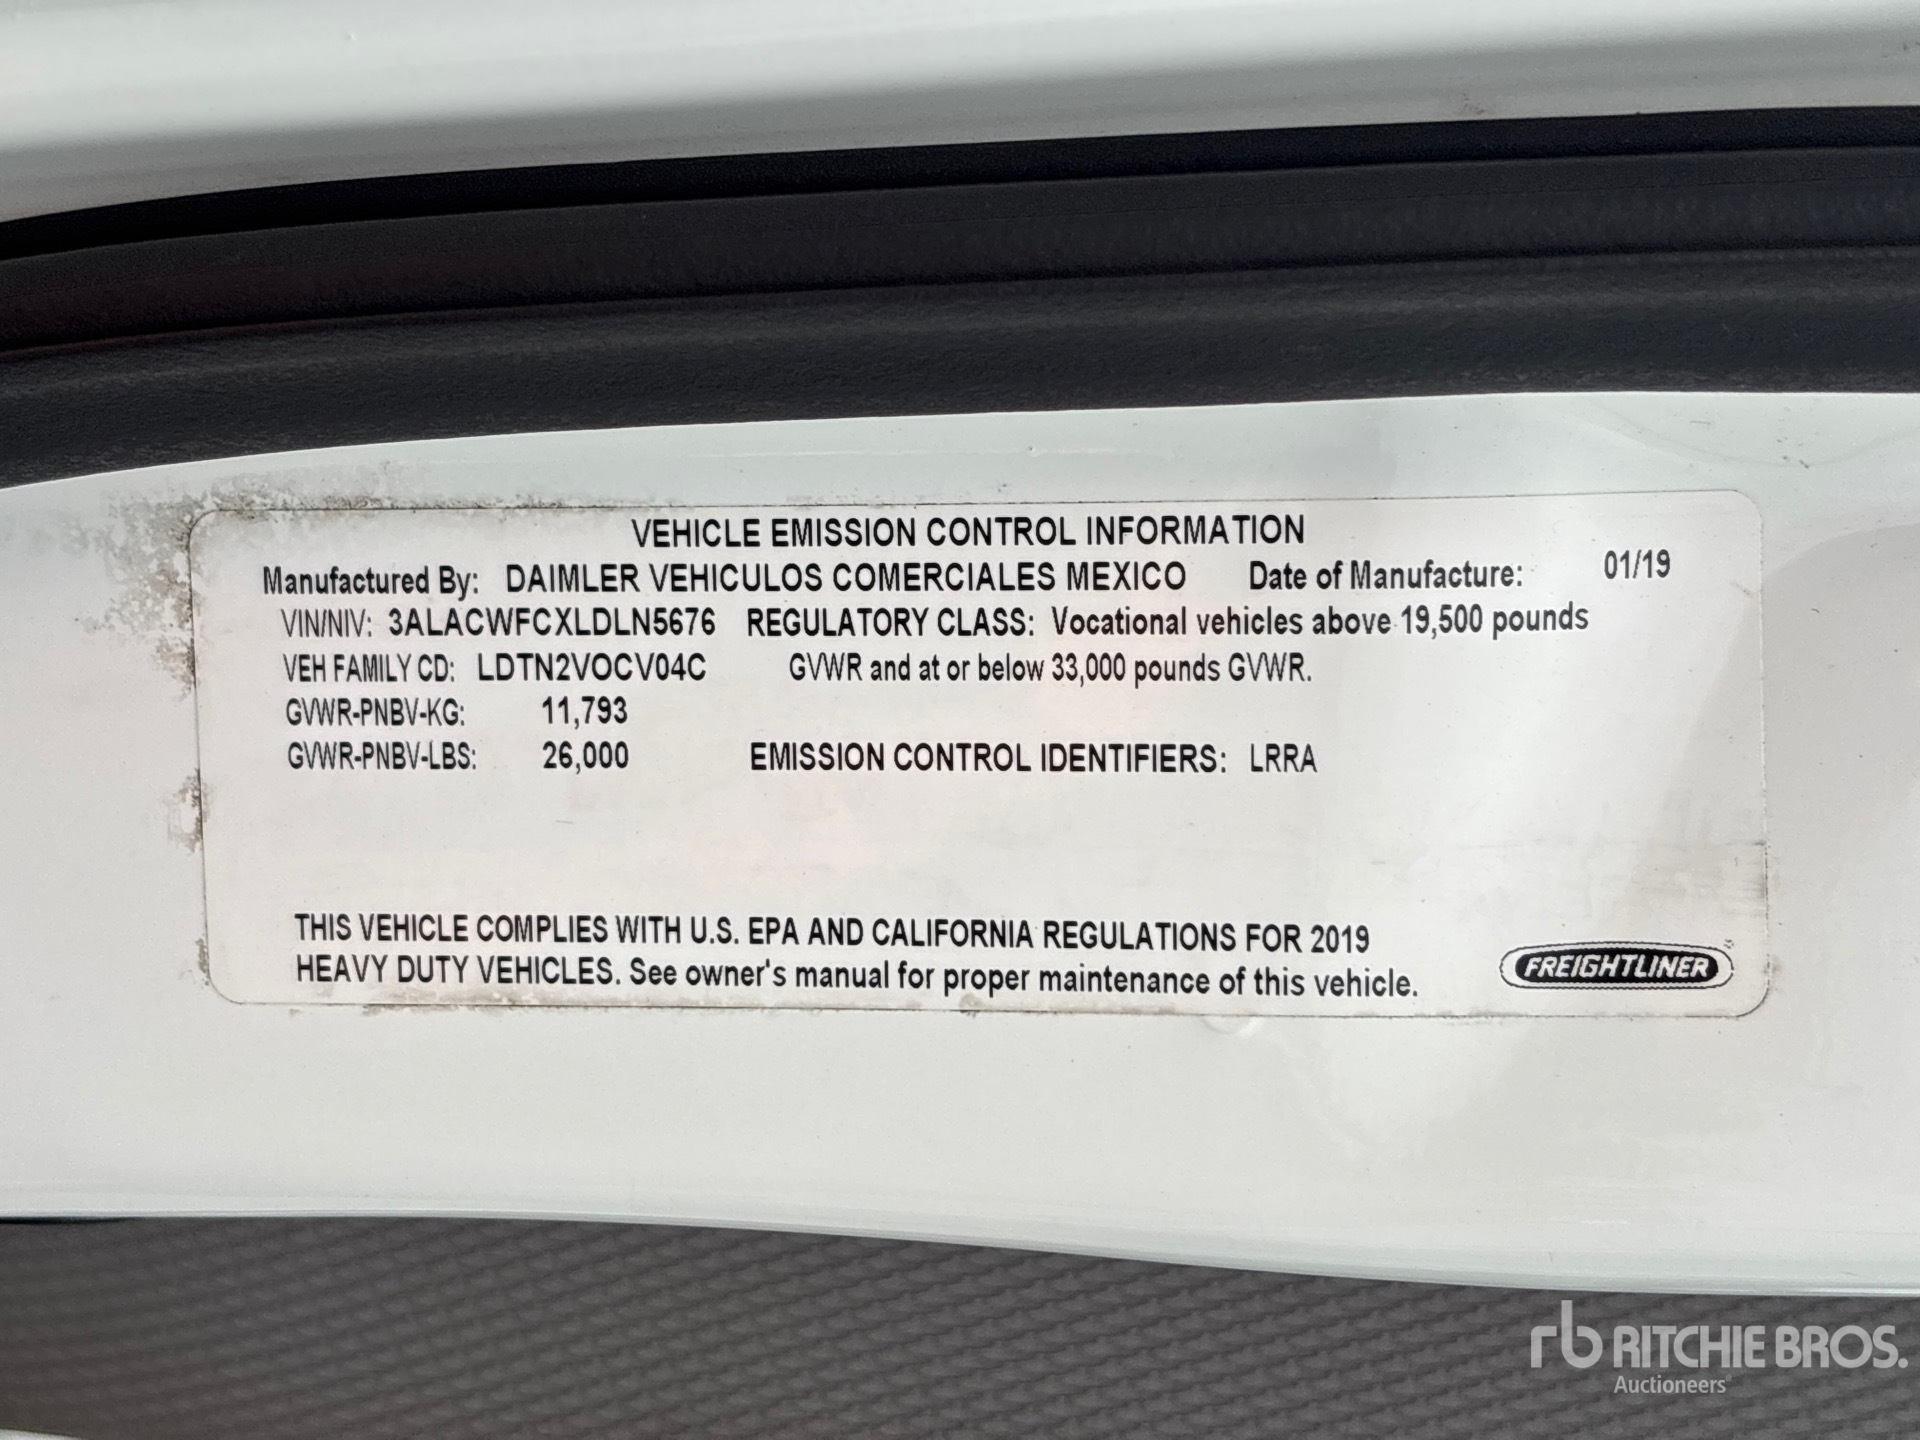 VEHICLE EMISSION CONTROL INFORMATION
Manufactured By: DAIMLER VEHICULOS COMERCIALES MEXICO Date of Manufacture: 01/19
VIN/NIV: 3ALACWFCXLDLN5676 REGULATORY CLASS: Vocational vehicles above 19,500 pounds
VEH FAMILY CD: LDTN2VOCV04C GVWR and at or below 33,000 pounds GVWR.
GVWR-PNBV-KG: 11,793
GVWR-PNBV-LBS: 26,000 EMISSION CONTROL IDENTIFIERS: LRRA
THIS VEHICLE COMPLIES WITH U.S. EPA AND CALIFORNIA REGULATIONS FOR 2019
HEAVY DUTY VEHICLES. See owner's manual for proper maintenance of this vehicle.
FREIGHTLINER
rb RITCHIE BROS.
Auctioneers